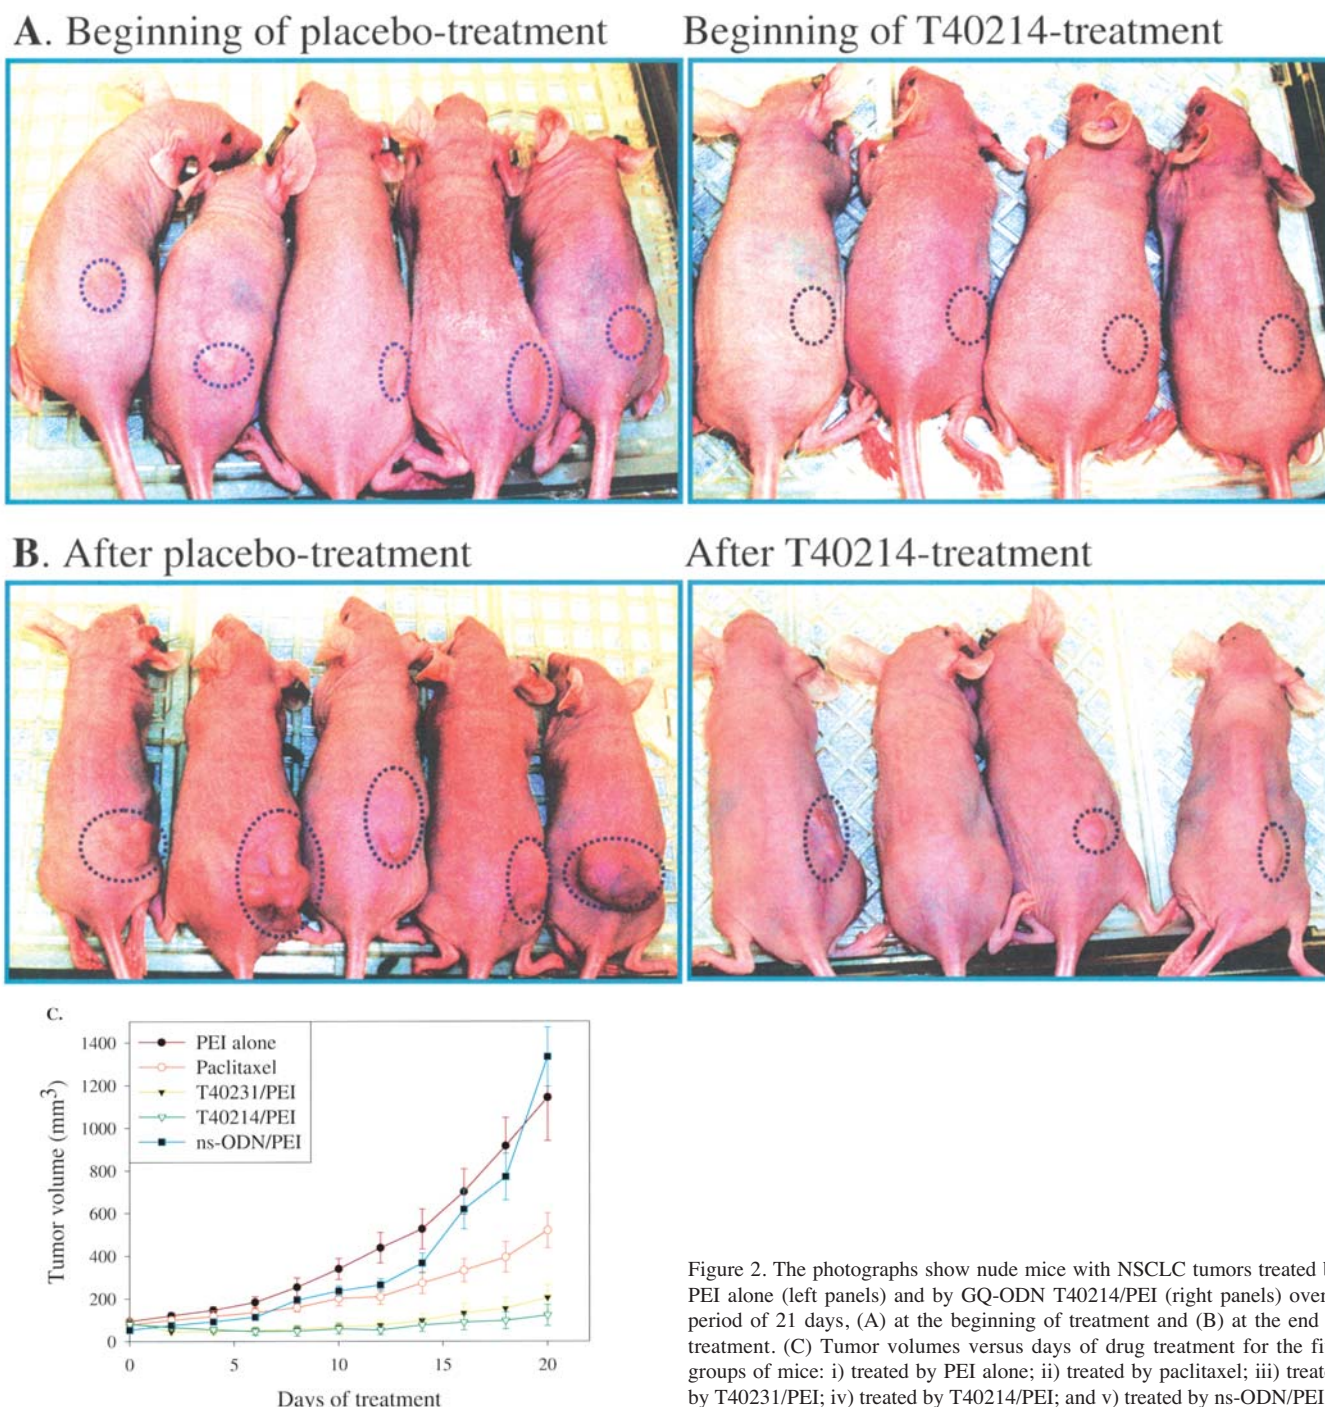 A. Beginning of placebo-treatment
Beginning of T40214-treatment
B. After placebo-treatment
After T40214-treatment
C.
PEI alone
Paclitaxel
T40231/PEI
T40214/PEI
ns-ODN/PEI
Tumor volume (mm3)
1400
1200
1000
800
600
400
200
0
0 5 10 15 20
Days of treatment
Figure 2. The photographs show nude mice with NSCLC tumors treated
PEI alone (left panels) and by GQ-ODN T40214/PEI (right panels) over
period of 21 days, (A) at the beginning of treatment and (B) at the end
treatment. (C) Tumor volumes versus days of drug treatment for the
groups of mice: i) treated by PEI alone; ii) treated by paclitaxel; iii)
by T40231/PEI; iv) treated by T40214/PEI; and v) treated by ns-ODN/PEI